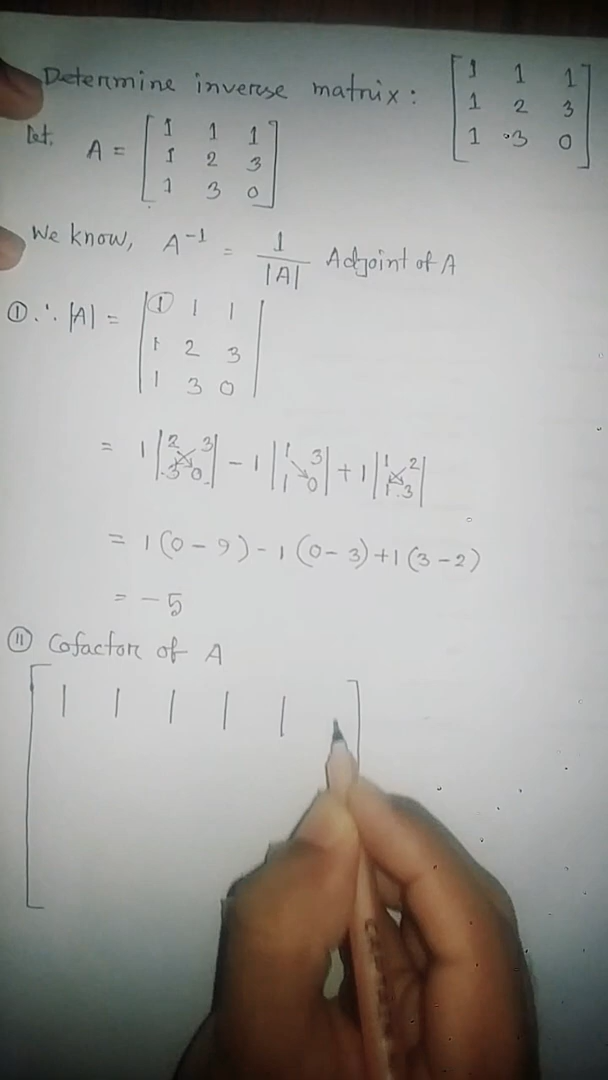 Determine inverse matrix: [1 1 1
1 2 3
1 3 0]
Let. A = [1 1 1
1 2 3
1 3 0]
We know, A⁻¹ = 1/|A| Adjoint of A
① ∴ |A| = |1 1 1
1 2 3
1 3 0|
= 1 |2 3
3 0| - 1 |1 3
1 0| + 1 |1 2
1 3|
= 1(0-9) - 1(0-3) + 1(3-2)
= -5
Ⅱ Cofactor of A
[| | | | | ]